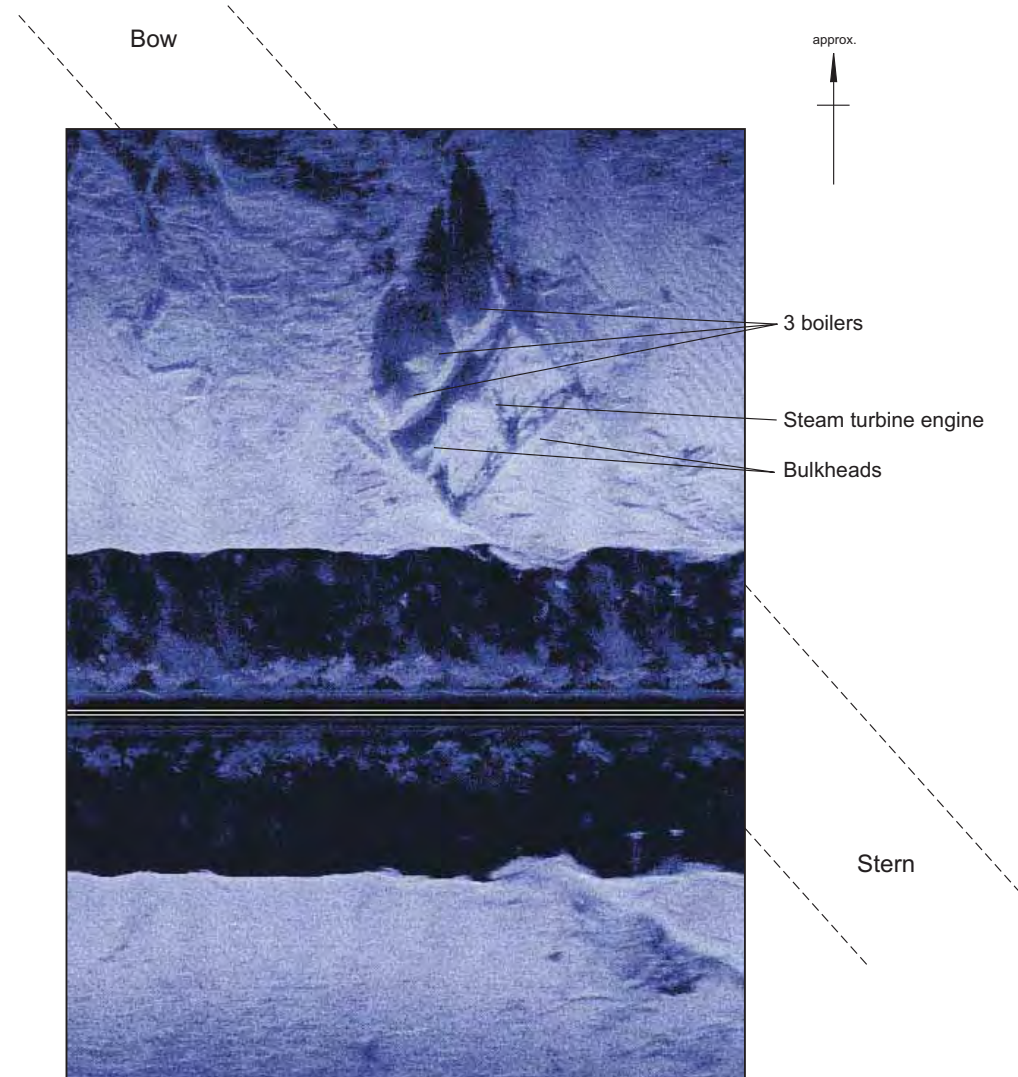 Bow
approx.
3 boilers
Steam turbine engine
Bulkheads
Stern